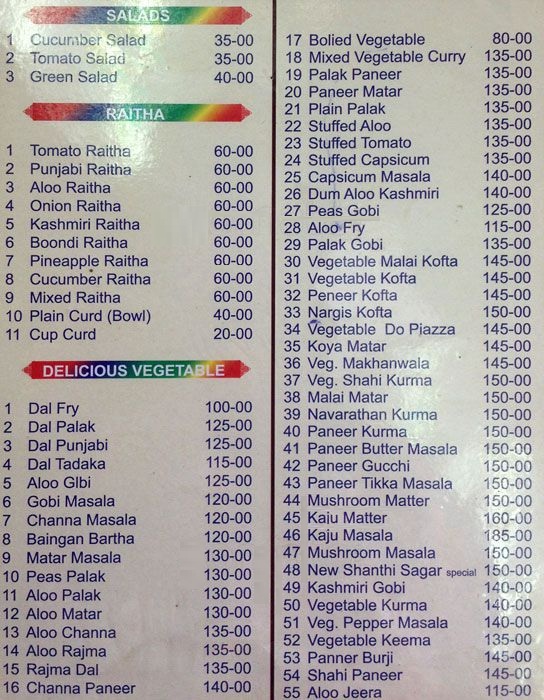 SALADS
1 Cucumber Salad 35-00
2 Tomato Salad 35-00
3 Green Salad 40-00
RAITHA
1 Tomato Raitha 60-00
2 Punjabi Raitha 60-00
3 Aloo Raitha 60-00
4 Onion Raitha 60-00
5 Kashmiri Raitha 60-00
6 Boondi Raitha 60-00
7 Pineapple Raitha 60-00
8 Cucumber Raitha 60-00
9 Mixed Raitha 60-00
10 Plain Curd (Bowl) 40-00
11 Cup Curd 20-00
DELICIOUS VEGETABLE
1 Dal Fry 100-00
2 Dal Palak 125-00
3 Dal Punjabi 125-00
4 Dal Tadaka 115-00
5 Aloo Glbi 125-00
6 Gobi Masala 120-00
7 Channa Masala 120-00
8 Baingan Bartha 120-00
9 Matar Masala 130-00
10 Peas Palak 130-00
11 Aloo Palak 130-00
12 Aloo Matar 130-00
13 Aloo Channa 135-00
14 Aloo Rajma 135-00
15 Rajma Dal 135-00
16 Channa Paneer 140-00
17 Bolied Vegetable 80-00
18 Mixed Vegetable Curry 135-00
19 Palak Paneer 135-00
20 Paneer Matar 135-00
21 Plain Palak 135-00
22 Stuffed Aloo 135-00
23 Stuffed Tomato 135-00
24 Stuffed Capsicum 135-00
25 Capsicum Masala 140-00
26 Dum Aloo Kashmiri 140-00
27 Peas Gobi 125-00
28 Aloo Fry 115-00
29 Palak Gobi 135-00
30 Vegetable Malai Kofta 145-00
31 Vegetable Kofta 145-00
32 Peneer Kofta 145-00
33 Nargis Kofta 150-00
34 Vegetable Do Piazza 145-00
35 Koya Matar 145-00
36 Veg. Makhanwala 145-00
37 Veg. Shahi Kurma 150-00
38 Malai Matar 150-00
39 Navarathan Kurma 150-00
40 Paneer Kurma 150-00
41 Paneer Butter Masala 150-00
42 Paneer Gucchi 150-00
43 Paneer Tikka Masala 150-00
44 Mushroom Matter 150-00
45 Kaju Matter 160-00
46 Kaju Masala 185-00
47 Mushroom Masala 150-00
48 New Shanthi Sagar special 150-00
49 Kashmiri Gobi 140-00
50 Vegetable Kurma 140-00
51 Veg. Pepper Masala 140-00
52 Vegetable Keema 135-00
53 Panner Burji 145-00
54 Shahi Paneer 145-00
55 Aloo Jeera 115-00